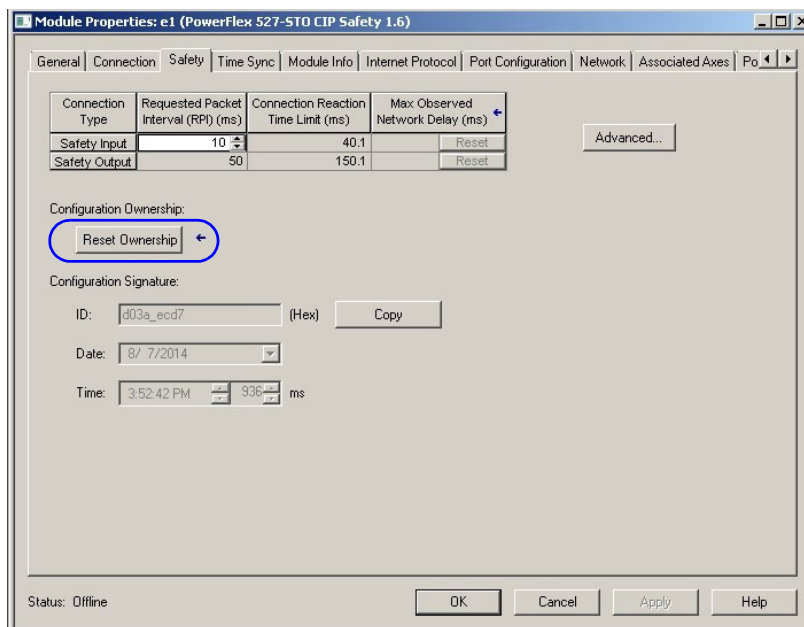 Module Properties: e1 (PowerFlex 527-STO CIP Safety 1.6)
General Connection Safety Time Sync Module Info Internet Protocol Port Configuration Network Associated Axes Po
Connection Type Requested Packet Interval (RPI) (ms) Connection Reaction Time Limit (ms) Max Observed Network Delay (ms)
Safety Input 10 40.1 Reset
Safety Output 50 150.1 Reset
Advanced...
Configuration Ownership:
Reset Ownership
Configuration Signature:
ID: d03a_ecd7 (Hex) Copy
Date: 8/ 7/2014
Time: 3:52:42 PM 936 ms
Status: Offline OK Cancel Apply Help